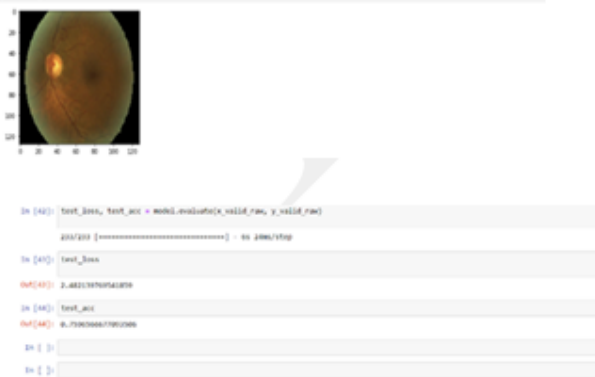 0
20
40
60
80
100
120
0 20 40 60 80 100 120
In [42]: test_loss, test_acc = model.evaluate(x_valid_raw, y_valid_raw)
[==============================] - 6s
In [43]: test_loss
Out[43]:
In [44]: test_acc
Out[44]:
In [ ]:
In [ ]: